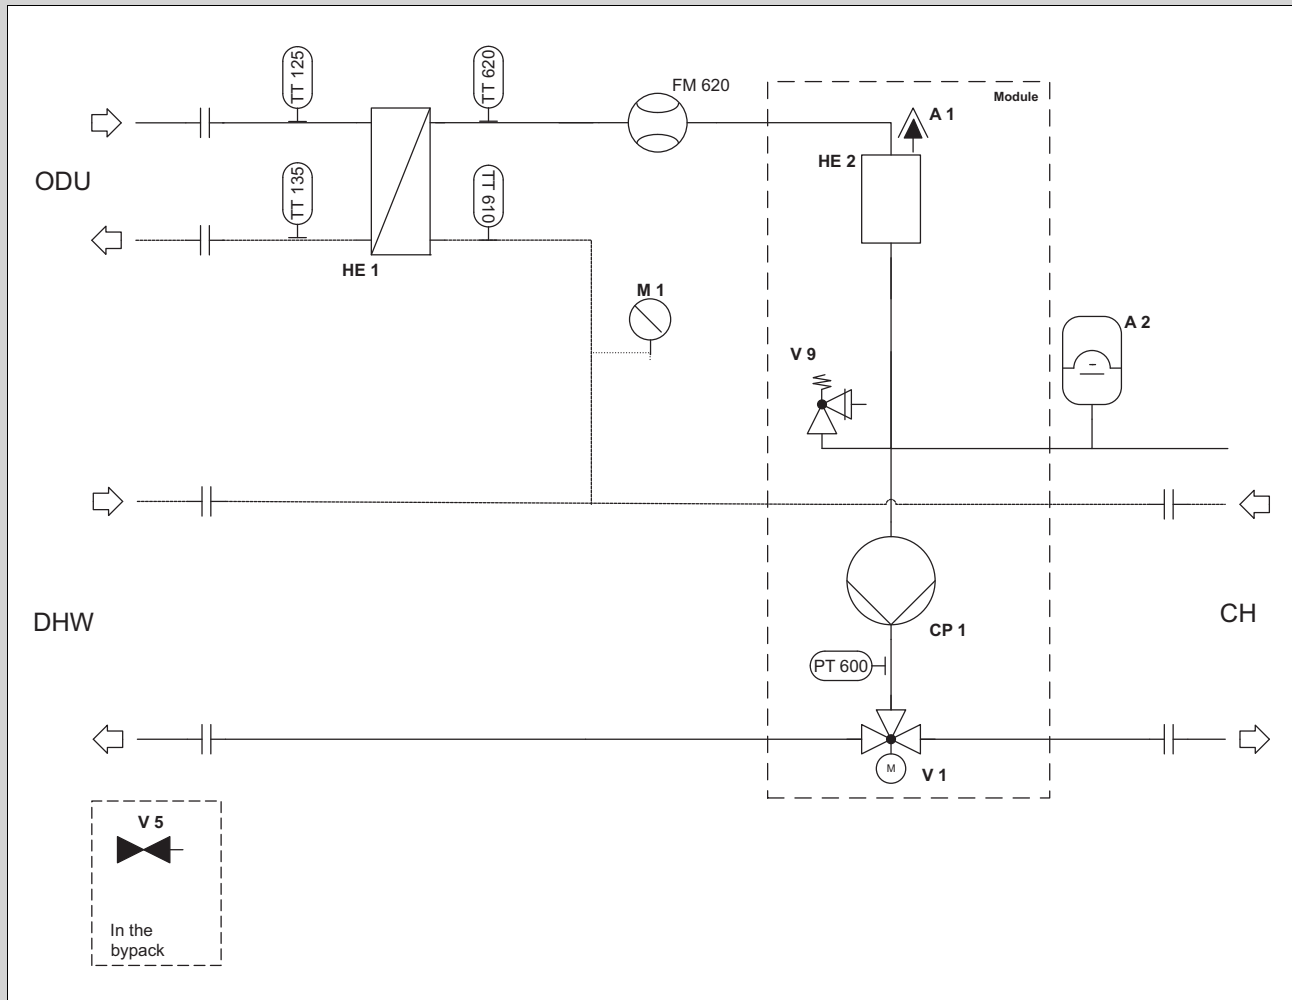 TT 125
TT 620
FM 620
Module
A 1
HE 2
ODU
TT 135
TT 610
HE 1
M 1
A 2
V 9
DHW
CH
CP 1
PT 600
M
V 1
V 5
In the
bypack